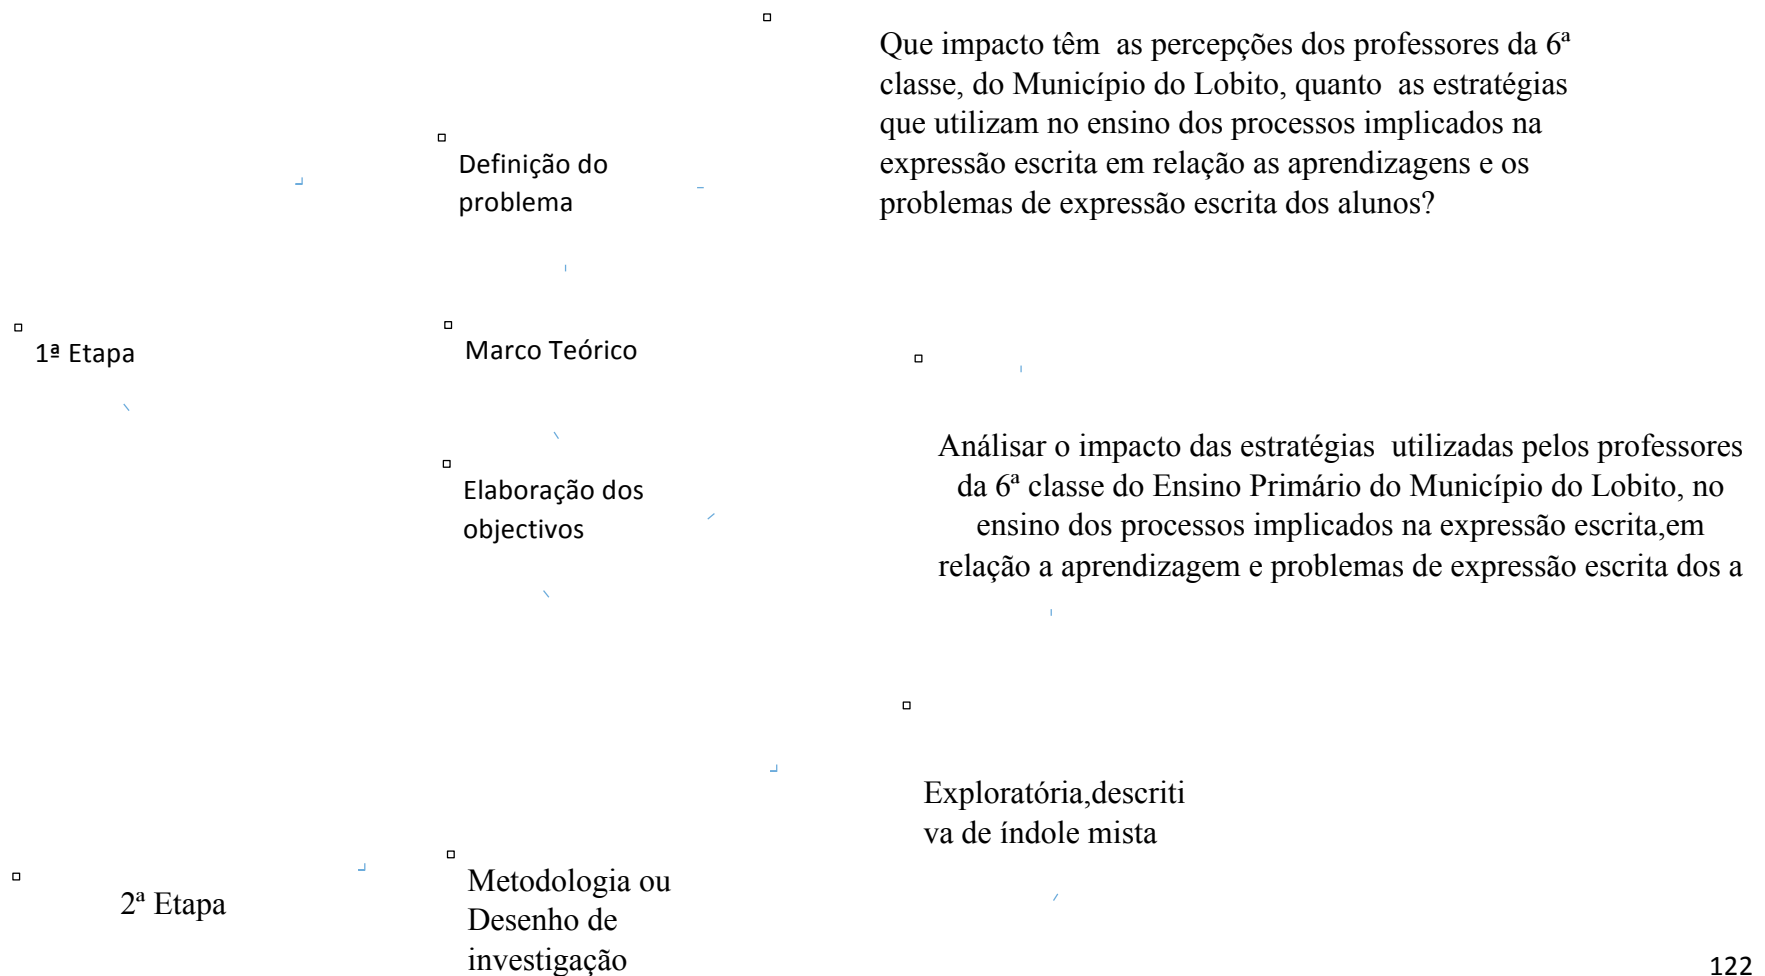 Que impacto têm as percepções dos professores da 6ª
classe, do Município do Lobito, quanto as estratégias
que utilizam no ensino dos processos implicados na
expressão escrita em relação as aprendizagens e os
problemas de expressão escrita dos alunos?
Definição do
problema
1ª Etapa
Marco Teórico
Elaboração dos
objectivos
Análisar o impacto das estratégias utilizadas pelos professores
da 6ª classe do Ensino Primário do Município do Lobito, no
ensino dos processos implicados na expressão escrita,em
relação a aprendizagem e problemas de expressão escrita dos a
Exploratória,descriti
va de índole mista
2ª Etapa
Metodologia ou
Desenho de
investigação
122